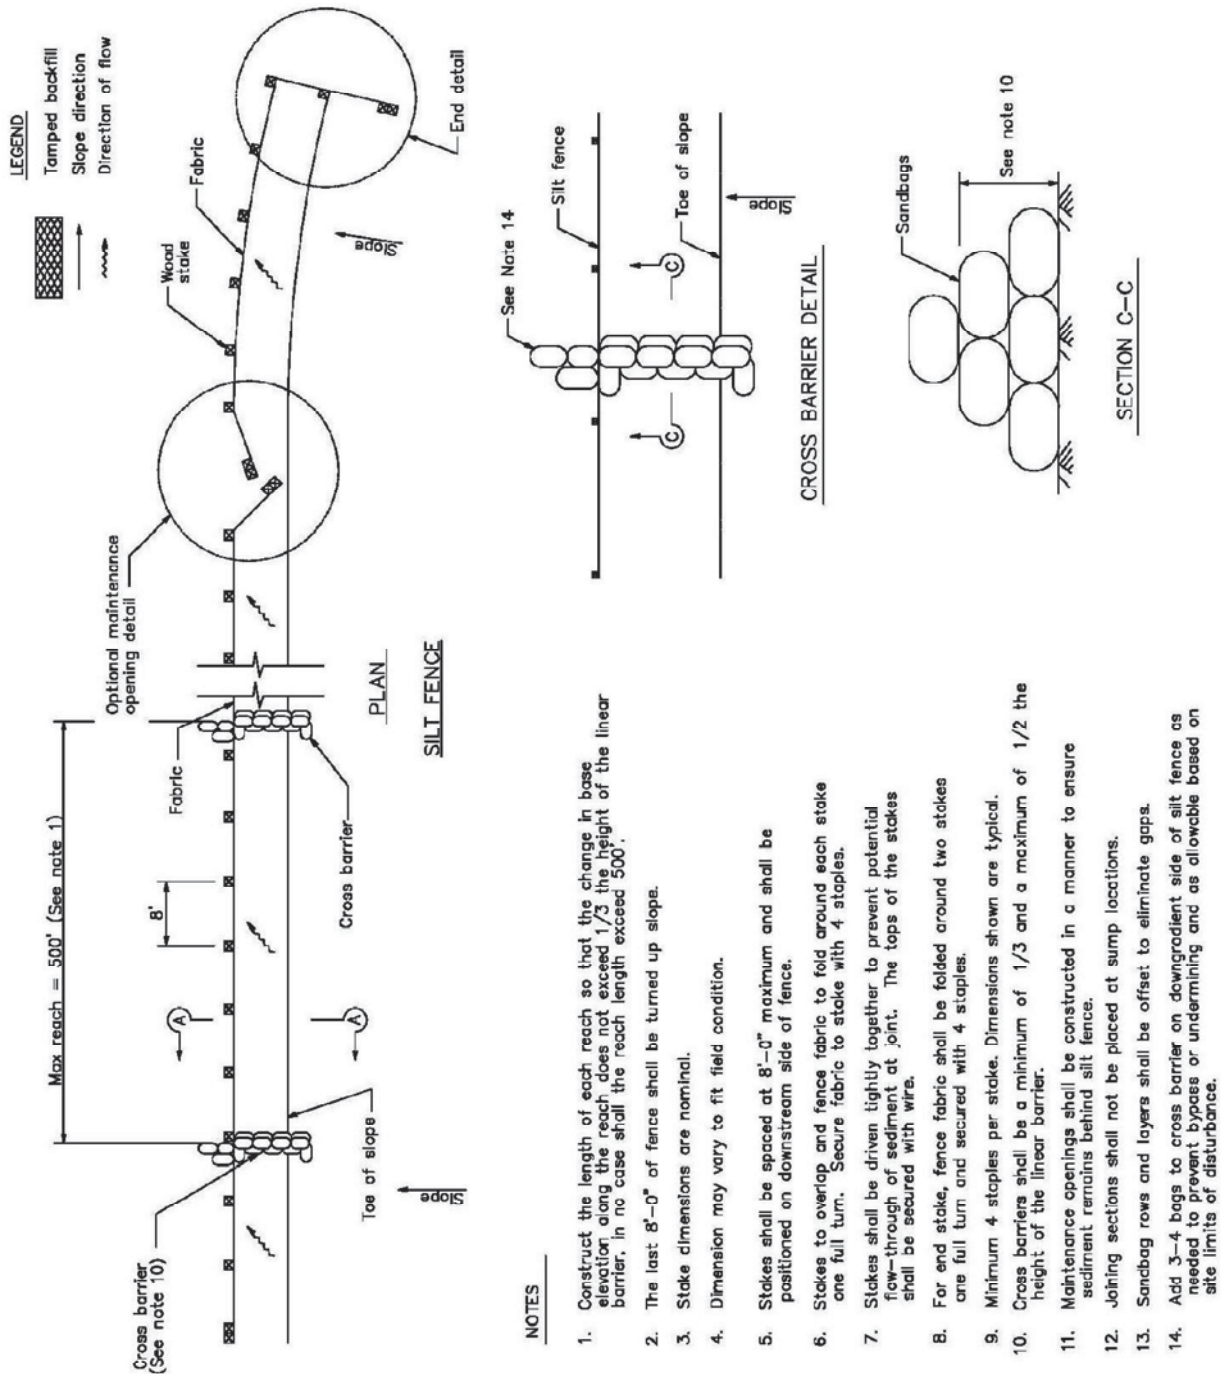 LEGEND
Tamped backfill
Slope direction
Direction of flow
Max reach = 500' (See note 1)
8'
A
A
Cross barrier
(See note 10)
Toe of slope
Slope
Fabric
Cross barrier
Optional maintenance
opening detail
Wood
stake
Fabric
Slope
End detail
PLAN
SILT FENCE
See Note 14
Silt fence
C
C
Toe of slope
Slope
CROSS BARRIER DETAIL
Sandbags
See note 10
SECTION C-C
NOTES
1. Construct the length of each reach so that the change in base
elevation along the reach does not exceed 1/3 the height of the linear
barrier, in no case shall the reach length exceed 500'.
2. The last 8'-0" of fence shall be turned up slope.
3. Stake dimensions are nominal.
4. Dimension may vary to fit field condition.
5. Stakes shall be spaced at 8'-0" maximum and shall be
positioned on downstream side of fence.
6. Stakes to overlap and fence fabric to fold around each stake
one full turn. Secure fabric to stake with 4 staples.
7. Stakes shall be driven tightly together to prevent potential
flow-through of sediment at joint. The tops of the stakes
shall be secured with wire.
8. For end stake, fence fabric shall be folded around two stakes
one full turn and secured with 4 staples.
9. Minimum 4 staples per stake. Dimensions shown are typical.
10. Cross barriers shall be a minimum of 1/3 and a maximum of 1/2 the
height of the linear barrier.
11. Maintenance openings shall be constructed in a manner to ensure
sediment remains behind silt fence.
12. Joining sections shall not be placed at sump locations.
13. Sandbag rows and layers shall be offset to eliminate gaps.
14. Add 3-4 bags to cross barrier on downgradient side of silt fence as
needed to prevent bypass or undermining and as allowable based on
site limits of disturbance.